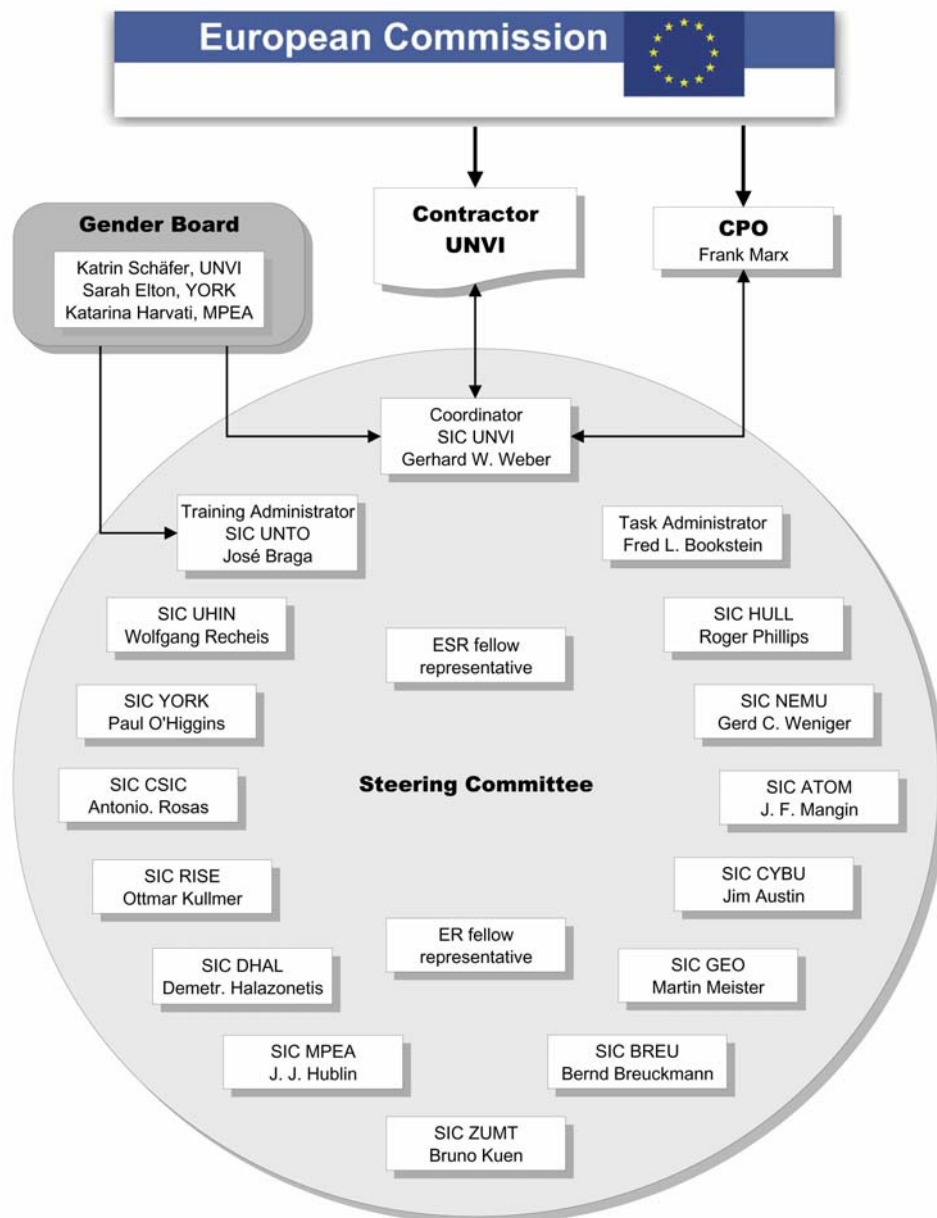 European Commission
Contractor
UNVI
CPO
Frank Marx
Gender Board
Katrin Schäfer, UNVI
Sarah Elton, YORK
Katarina Harvati, MPEA
Coordinator
SIC UNVI
Gerhard W. Weber
Training Administrator
SIC UNTO
José Braga
Task Administrator
Fred L. Bookstein
SIC UHIN
Wolfgang Recheis
ESR fellow
representative
SIC HULL
Roger Phillips
SIC YORK
Paul O'Higgins
SIC NEMU
Gerd C. Weniger
SIC CSIC
Antonio. Rosas
Steering Committee
SIC ATOM
J. F. Mangin
SIC RISE
Ottmar Kullmer
SIC CYBU
Jim Austin
ER fellow
representative
SIC DHAL
Demetr. Halazonetis
SIC GEO
Martin Meister
SIC MPEA
J. J. Hublin
SIC BREU
Bernd Breuckmann
SIC ZUMT
Bruno Kuen